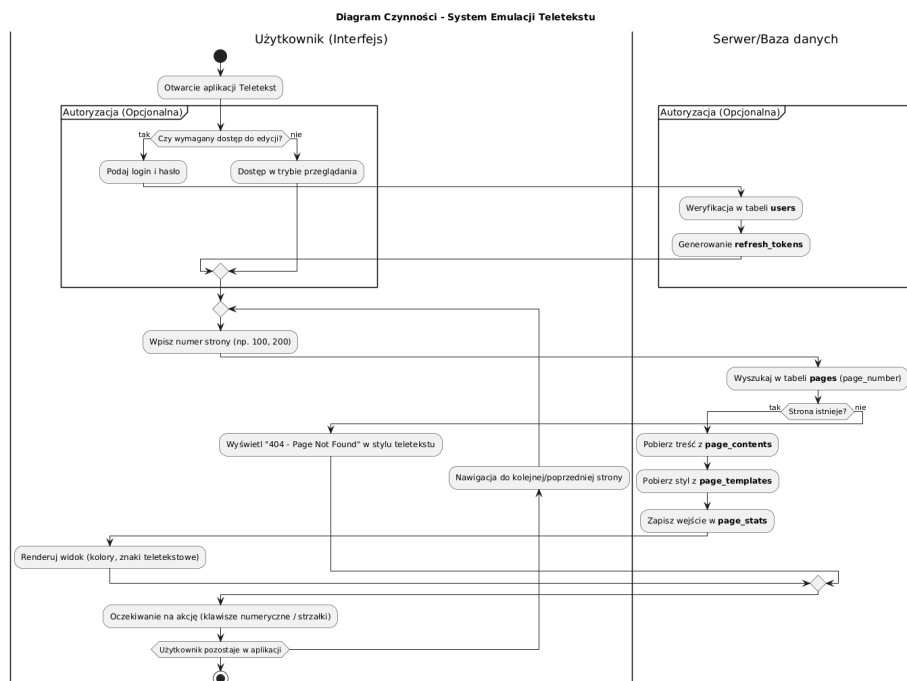 Diagram Czynności - System Emulacji Teletekstu
Użytkownik (Interfejs)
Serwer/Baza danych
Otwarcie aplikacji Teletekst
Autoryzacja (Opcjonalna)
Autoryzacja (Opcjonalna)
tak
Czy wymagany dostęp do edycji?
nie
Podaj login i hasło
Dostęp w trybie przeglądania
Weryfikacja w tabeli users
Generowanie refresh_tokens
Wpisz numer strony (np. 100, 200)
Wyszukaj w tabeli pages (page_number)
tak
Strona istnieje?
nie
Wyświetl "404 - Page Not Found" w stylu teletekstu
Pobierz treść z page_contents
Nawigacja do kolejnej/poprzedniej strony
Pobierz styl z page_templates
Zapisz wejście w page_stats
Renderuj widok (kolory, znaki teletekstowe)
Oczekiwanie na akcję (klawisze numeryczne / strzałki)
Użytkownik pozostaje w aplikacji